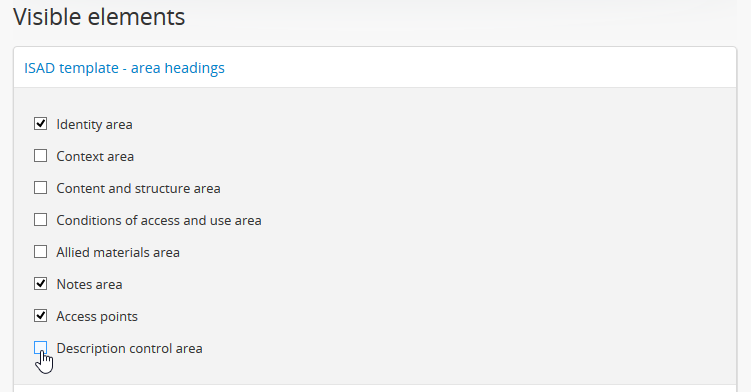 Visible elements
ISAD template - area headings
Identity area
Context area
Content and structure area
Conditions of access and use area
Allied materials area
Notes area
Access points
Description control area